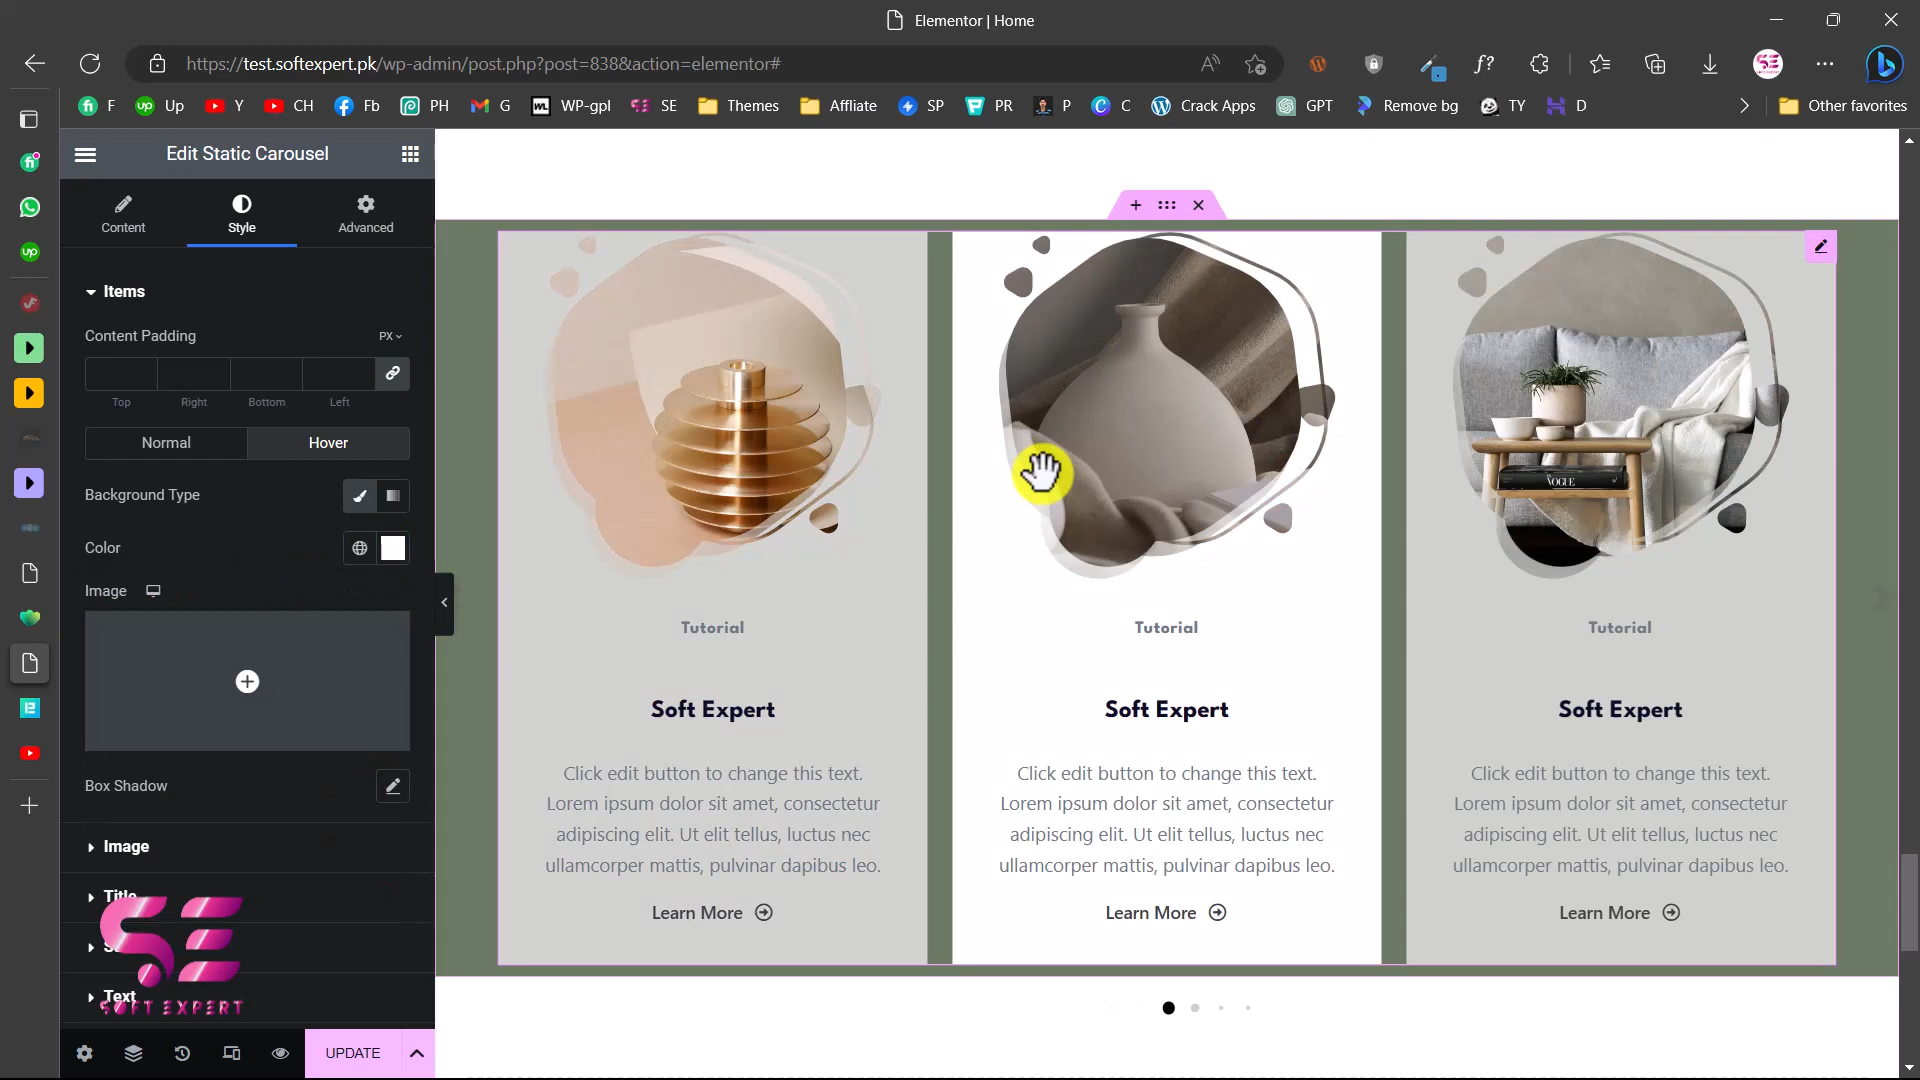 Elementor | Home
https://test.softexpert.pk/wp-admin/post.php?post=838&action=elementor#
F
Up
Y
CH
Fb
PH
G
WP-gpl
SE
Themes
Affliate
SP
PR
P
C
Crack Apps
GPT
Remove bg
TY
D
Other favorites
Edit Static Carousel
Content
Style
Advanced
Items
Content Padding
PX
Top
Right
Bottom
Left
Normal
Hover
Background Type
Color
Image
Box Shadow
Image
Title
Text
SOFT EXPERT
UPDATE
Tutorial
Soft Expert
Click edit button to change this text.
Lorem ipsum dolor sit amet, consectetur
adipiscing elit. Ut elit tellus, luctus nec
ullamcorper mattis, pulvinar dapibus leo.
Learn More
Tutorial
Soft Expert
Click edit button to change this text.
Lorem ipsum dolor sit amet, consectetur
adipiscing elit. Ut elit tellus, luctus nec
ullamcorper mattis, pulvinar dapibus leo.
Learn More
VOGUE
Tutorial
Soft Expert
Click edit button to change this text.
Lorem ipsum dolor sit amet, consectetur
adipiscing elit. Ut elit tellus, luctus nec
ullamcorper mattis, pulvinar dapibus leo.
Learn More